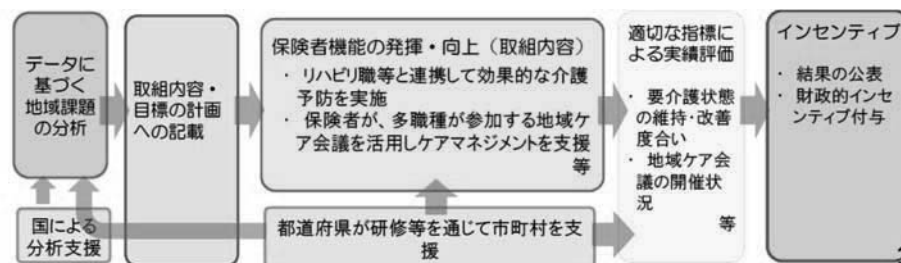 データに
基づく
地域課題
の分析
国による
分析支援
取組内容・
目標の計画
への記載
保険者機能の発揮・向上（取組内容）
・ リハビリ職等と連携して効果的な介護
予防を実施
・ 保険者が、多職種が参加する地域ケ
ア会議を活用しケアマネジメントを支援
等
都道府県が研修等を通じて市町村を支
援
適切な指標
による実績評価
・ 要介護状態
の維持・改善
度合い
・ 地域ケア会
議の開催状
況
等
インセンティブ
・ 結果の公表
・ 財政的インセ
ンティブ付与